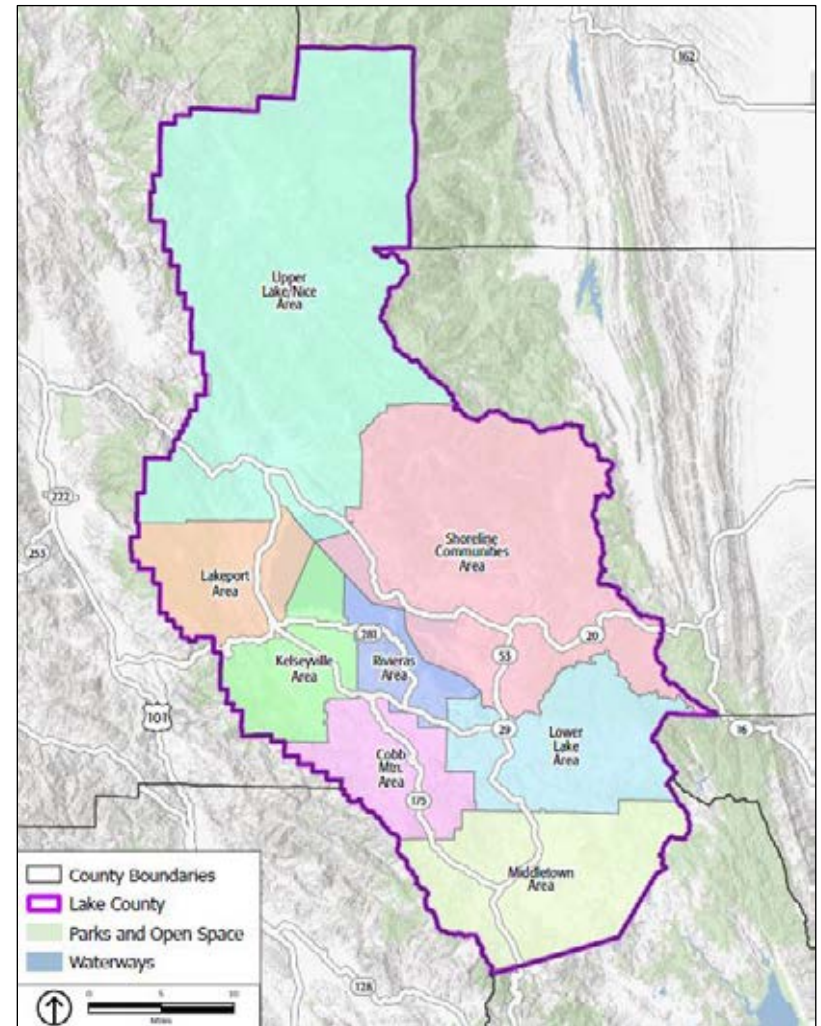 162
Upper
Lake/Nice
Area
222
253
Shoreline
Communities
Area
Lakeport
Area
281
20
53
Kelseyville
Area
Rivieras
Area
101
29
16
Lower
Lake
Area
Cobb
Mtn.
Area
175
Middletown
Area
County Boundaries
Lake County
Parks and Open Space
Waterways
128
0 5 10
Miles